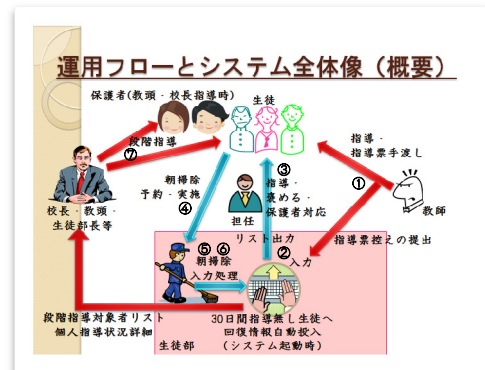 運用フローとシステム全体像（概要）
保護者(教頭・校長指導時)
生徒
段階指導
⑦
指導・
指導票手渡し
①
③
指導・
褒める・
保護者対応
朝掃除
予約・実施
④
担任
教師
校長・教頭・
生徒部長等
リスト出力
指導票控えの提出
⑤ ⑥
朝掃除
入力処理
②
入力
段階指導対象者リスト
個人指導状況詳細
30日間指導無し生徒へ
回復情報自動投入
（システム起動時）
生徒部